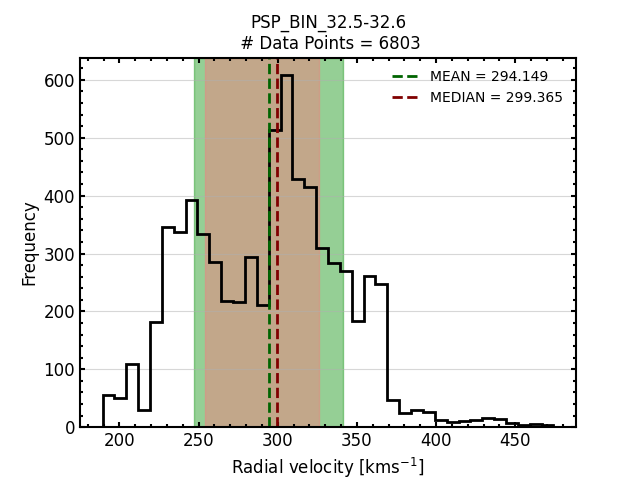 PSP_BIN_32.5-32.6
# Data Points = 6803
MEAN = 294.149
MEDIAN = 299.365
Frequency
600
500
400
300
200
100
0
200 250 300 350 400 450
Radial velocity [kms⁻¹]